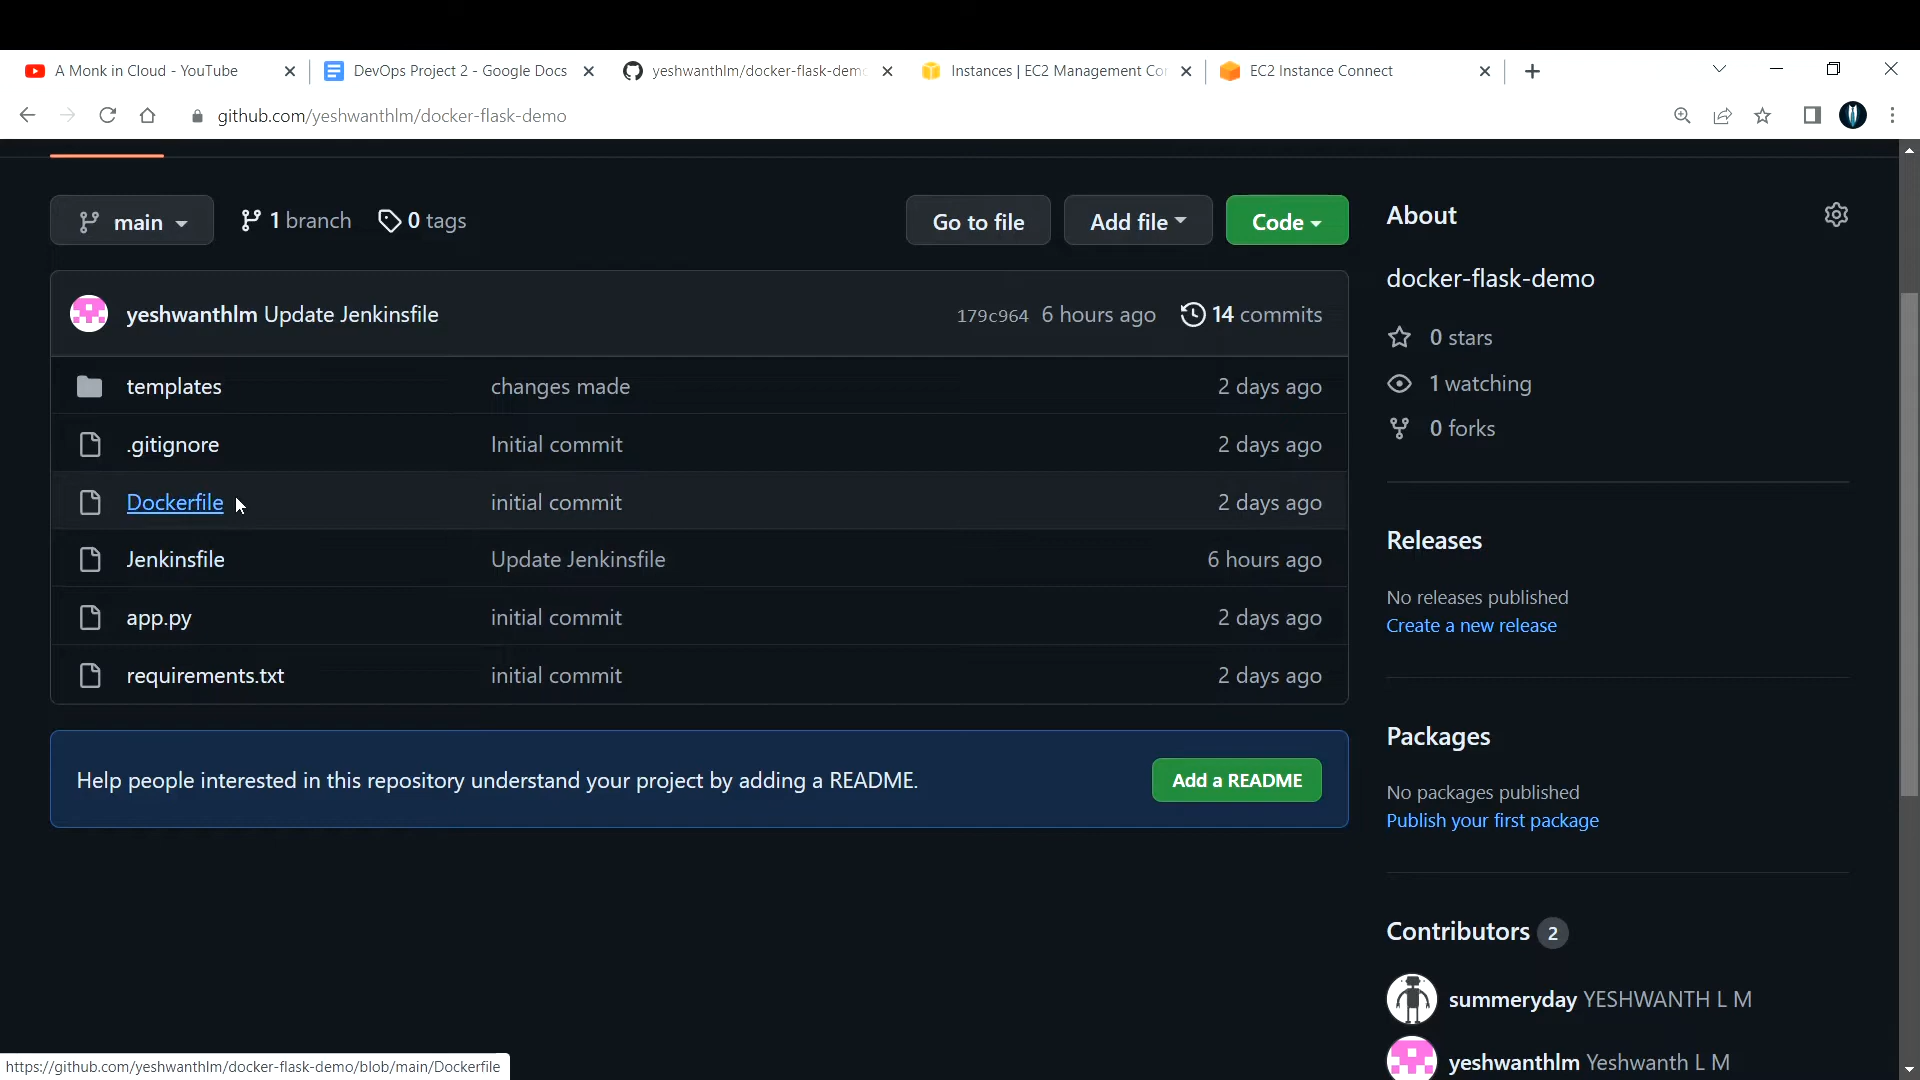 A Monk in Cloud - YouTube
DevOps Project 2 - Google Docs
yeshwanthlm/docker-flask-demo
Instances | EC2 Management Con
EC2 Instance Connect
github.com/yeshwanthlm/docker-flask-demo
main
1 branch
0 tags
Go to file
Add file
Code
About
docker-flask-demo
yeshwanthlm Update Jenkinsfile
179c964 6 hours ago
14 commits
0 stars
templates
changes made
2 days ago
1 watching
.gitignore
Initial commit
2 days ago
0 forks
Dockerfile
initial commit
2 days ago
Releases
Jenkinsfile
Update Jenkinsfile
6 hours ago
No releases published
Create a new release
app.py
initial commit
2 days ago
requirements.txt
initial commit
2 days ago
Packages
Help people interested in this repository understand your project by adding a README.
Add a README
No packages published
Publish your first package
Contributors 2
summeryday YESHWANTH L M
yeshwanthlm Yeshwanth L M
https://github.com/yeshwanthlm/docker-flask-demo/blob/main/Dockerfile